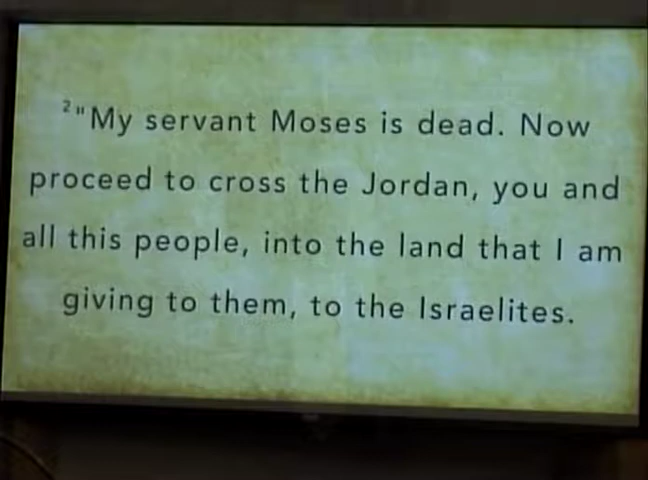 ² "My servant Moses is dead. Now
proceed to cross the Jordan, you and
all this people, into the land that I am
giving to them, to the Israelites.